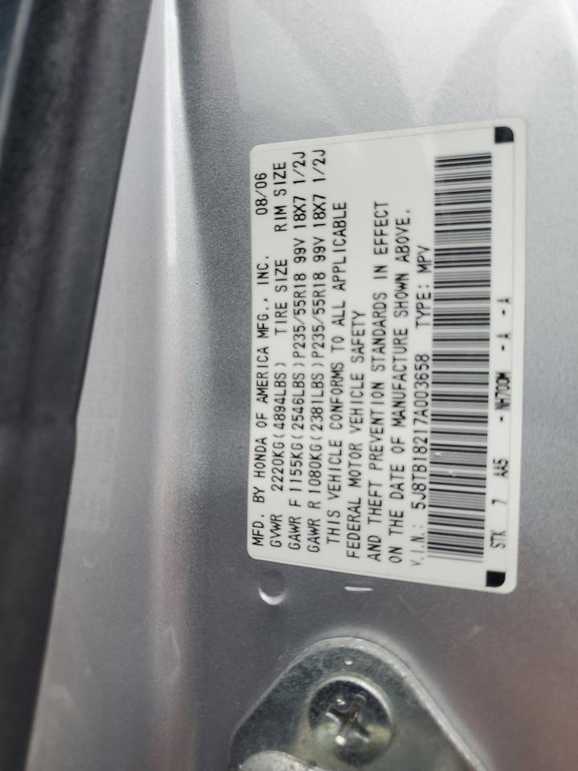 MFD. BY HONDA OF AMERICA MFG., INC. 08/06
GVWR 2220KG(4894LBS) TIRE SIZE RIM SIZE
GAWR F 1155KG(2546LBS)P235/55R18 99V 18X7 1/2J
GAWR R 1080KG(2381LBS)P235/55R18 99V 18X7 1/2J
THIS VEHICLE CONFORMS TO ALL APPLICABLE
FEDERAL MOTOR VEHICLE SAFETY
AND THEFT PREVENTION STANDARDS IN EFFECT
ON THE DATE OF MANUFACTURE SHOWN ABOVE.
V.I.N.: 5J8TB18217A003658 TYPE: MPV
STK 7 AA5 - NH700M - A - A